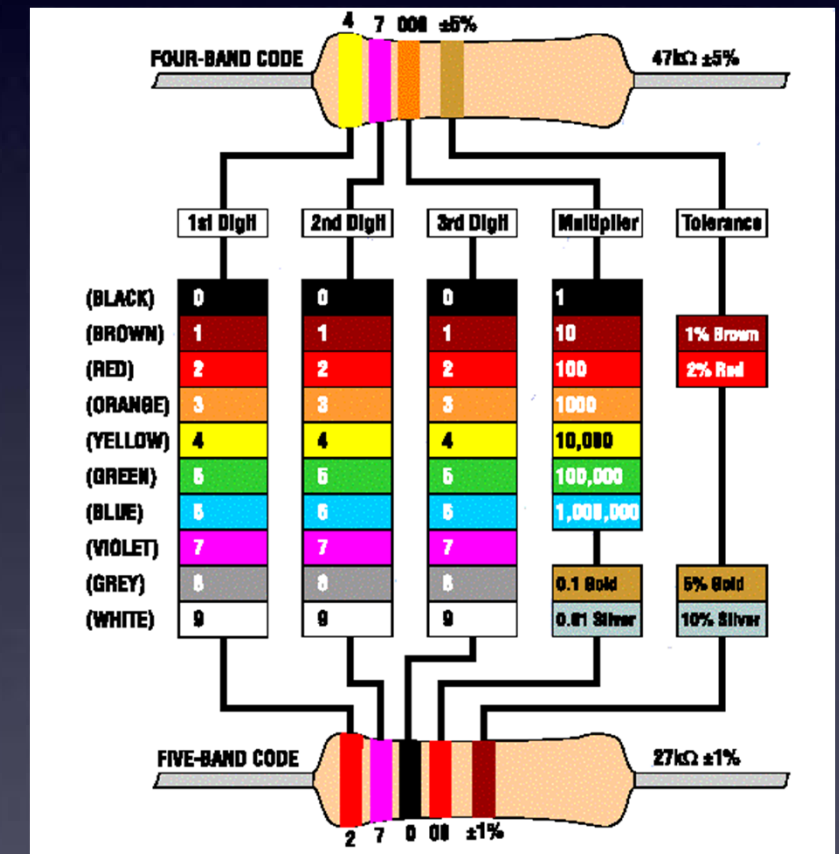 4 7 000 ±5%
FOUR-BAND CODE 47kΩ ±5%
1st Digit 2nd Digit 3rd Digit Multiplier Tolerance
(BLACK) 0 0 0 1
(BROWN) 1 1 1 10 1% Brown
(RED) 2 2 2 100 2% Red
(ORANGE) 3 3 3 1000
(YELLOW) 4 4 4 10,000
(GREEN) 5 5 5 100,000
(BLUE) 6 6 6 1,000,000
(VIOLET) 7 7 7
(GREY) 8 8 8 0.1 Gold 5% Gold
(WHITE) 9 9 9 0.01 Silver 10% Silver
FIVE-BAND CODE 27kΩ ±1%
2 7 0 00 ±1%